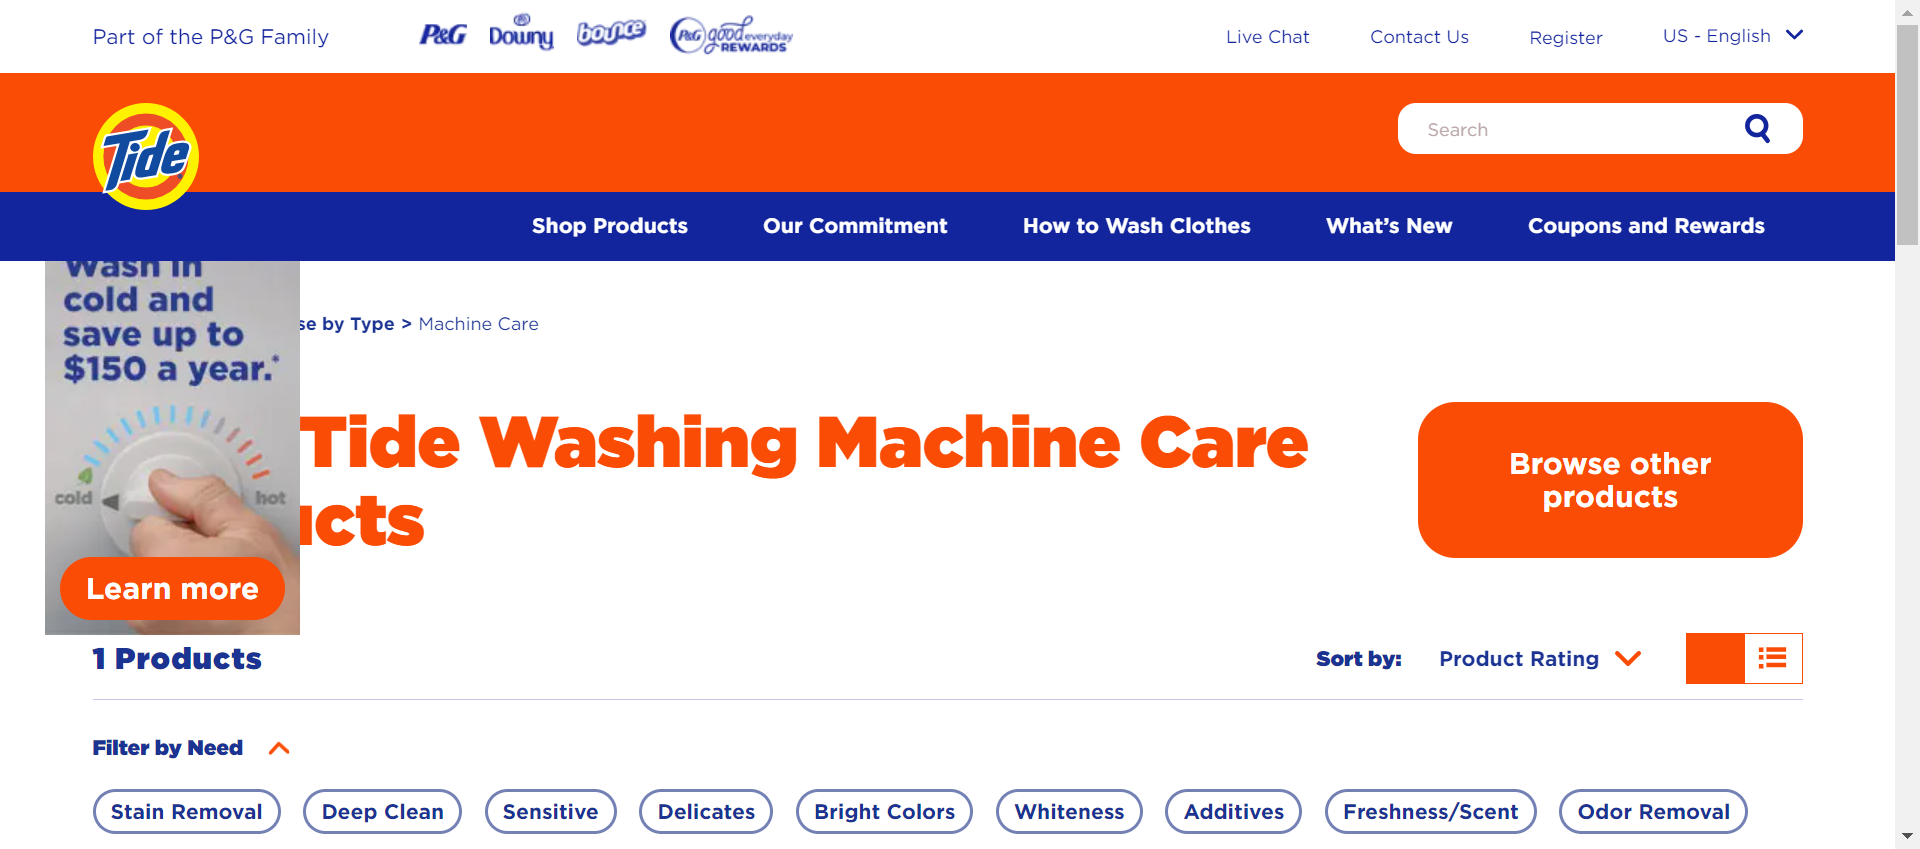 Part of the P&G Family
P&G
Downy
bounce
P&G good everyday REWARDS
Live Chat
Contact Us
Register
US - English
Tide
Search
Shop Products
Our Commitment
How to Wash Clothes
What's New
Coupons and Rewards
Wash in
cold and
save up to
$150 a year.*
cold
hot
Learn more
se by Type > Machine Care
Tide Washing Machine Care
ucts
Browse other
products
1 Products
Sort by:
Product Rating
Filter by Need
Stain Removal
Deep Clean
Sensitive
Delicates
Bright Colors
Whiteness
Additives
Freshness/Scent
Odor Removal